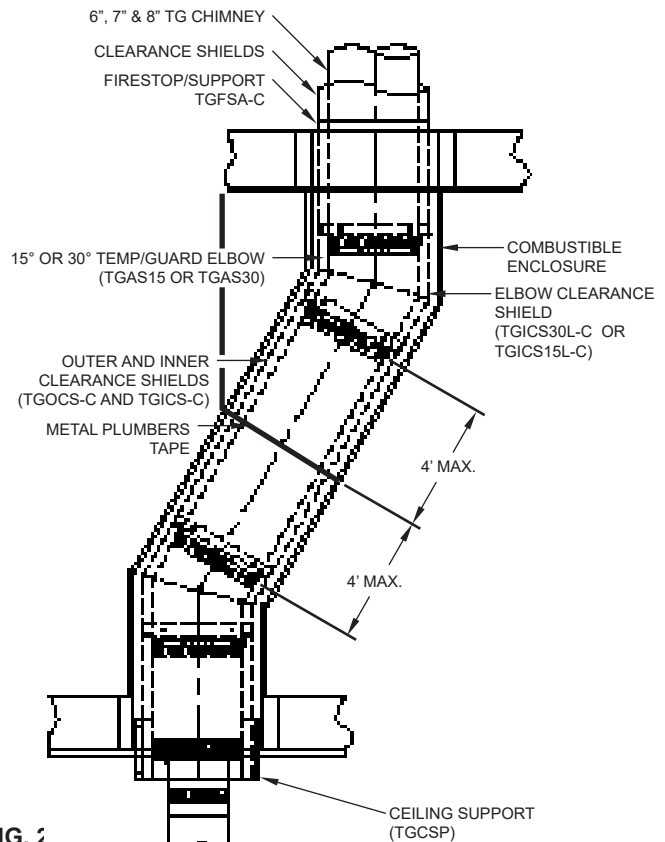 6”, 7” & 8” TG CHIMNEY
CLEARANCE SHIELDS
FIRESTOP/SUPPORT
TGFSA-C
15° OR 30° TEMP/GUARD ELBOW
(TGAS15 OR TGAS30)
COMBUSTIBLE
ENCLOSURE
ELBOW CLEARANCE
SHIELD
(TGICS30L-C OR
TGICS15L-C)
OUTER AND INNER
CLEARANCE SHIELDS
(TGOCS-C AND TGICS-C)
METAL PLUMBERS
TAPE
4’ MAX.
4’ MAX.
CEILING SUPPORT
(TGCSP)